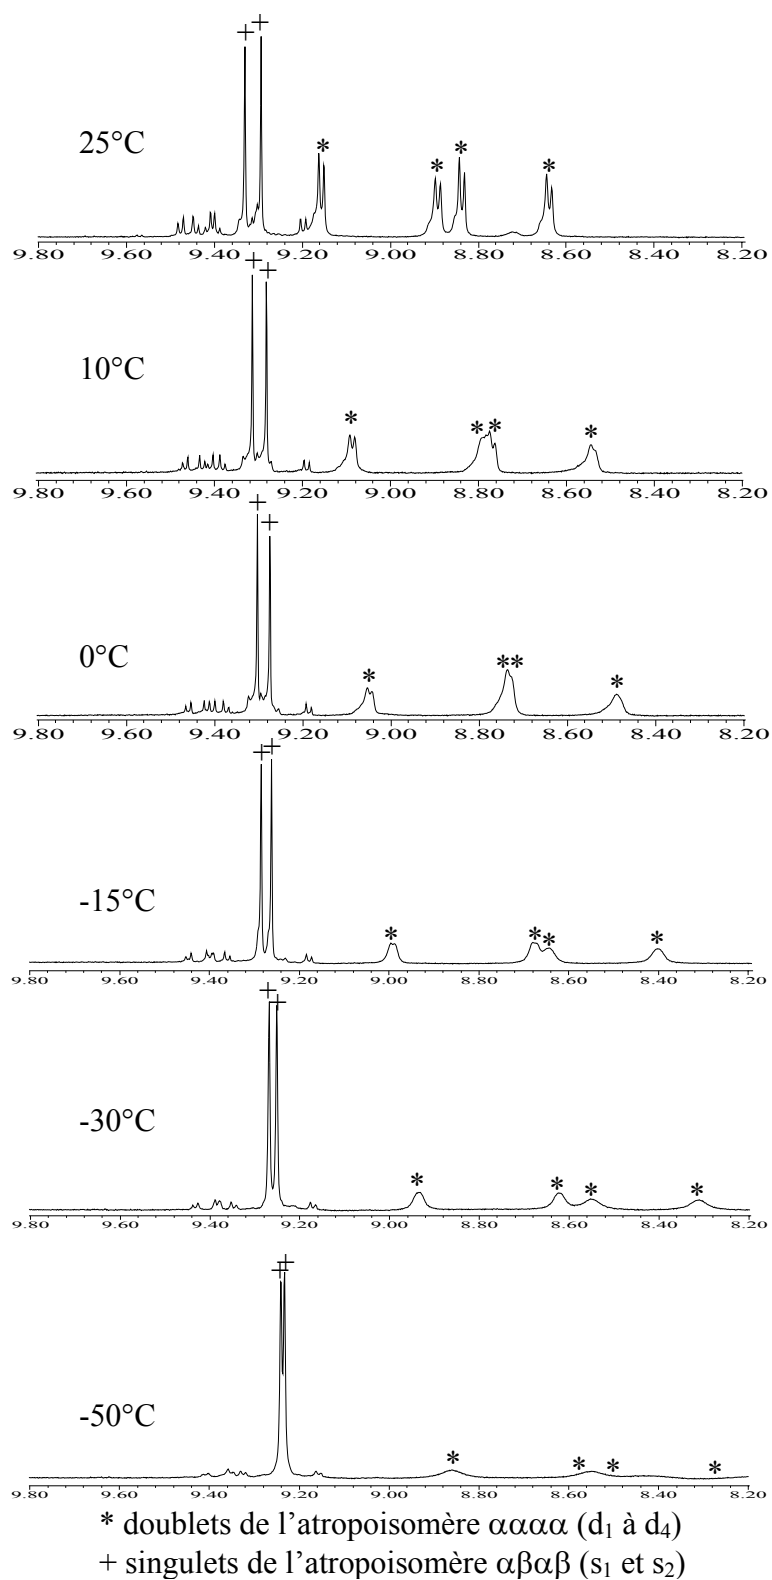 + +
25°C
* * * *
9.80 9.60 9.40 9.20 9.00 8.80 8.60 8.40 8.20
+ +
10°C
* * * *
9.80 9.60 9.40 9.20 9.00 8.80 8.60 8.40 8.20
+ +
0°C
* ** *
9.80 9.60 9.40 9.20 9.00 8.80 8.60 8.40 8.20
+ +
-15°C
* * * *
9.80 9.60 9.40 9.20 9.00 8.80 8.60 8.40 8.20
+ +
-30°C
* * * *
9.80 9.60 9.40 9.20 9.00 8.80 8.60 8.40 8.20
+ +
-50°C
* * * *
9.80 9.60 9.40 9.20 9.00 8.80 8.60 8.40 8.20
* doublets de l’atropoisomère αααα (d₁ à d₄)
+ singulets de l’atropoisomère αβαβ (s₁ et s₂)